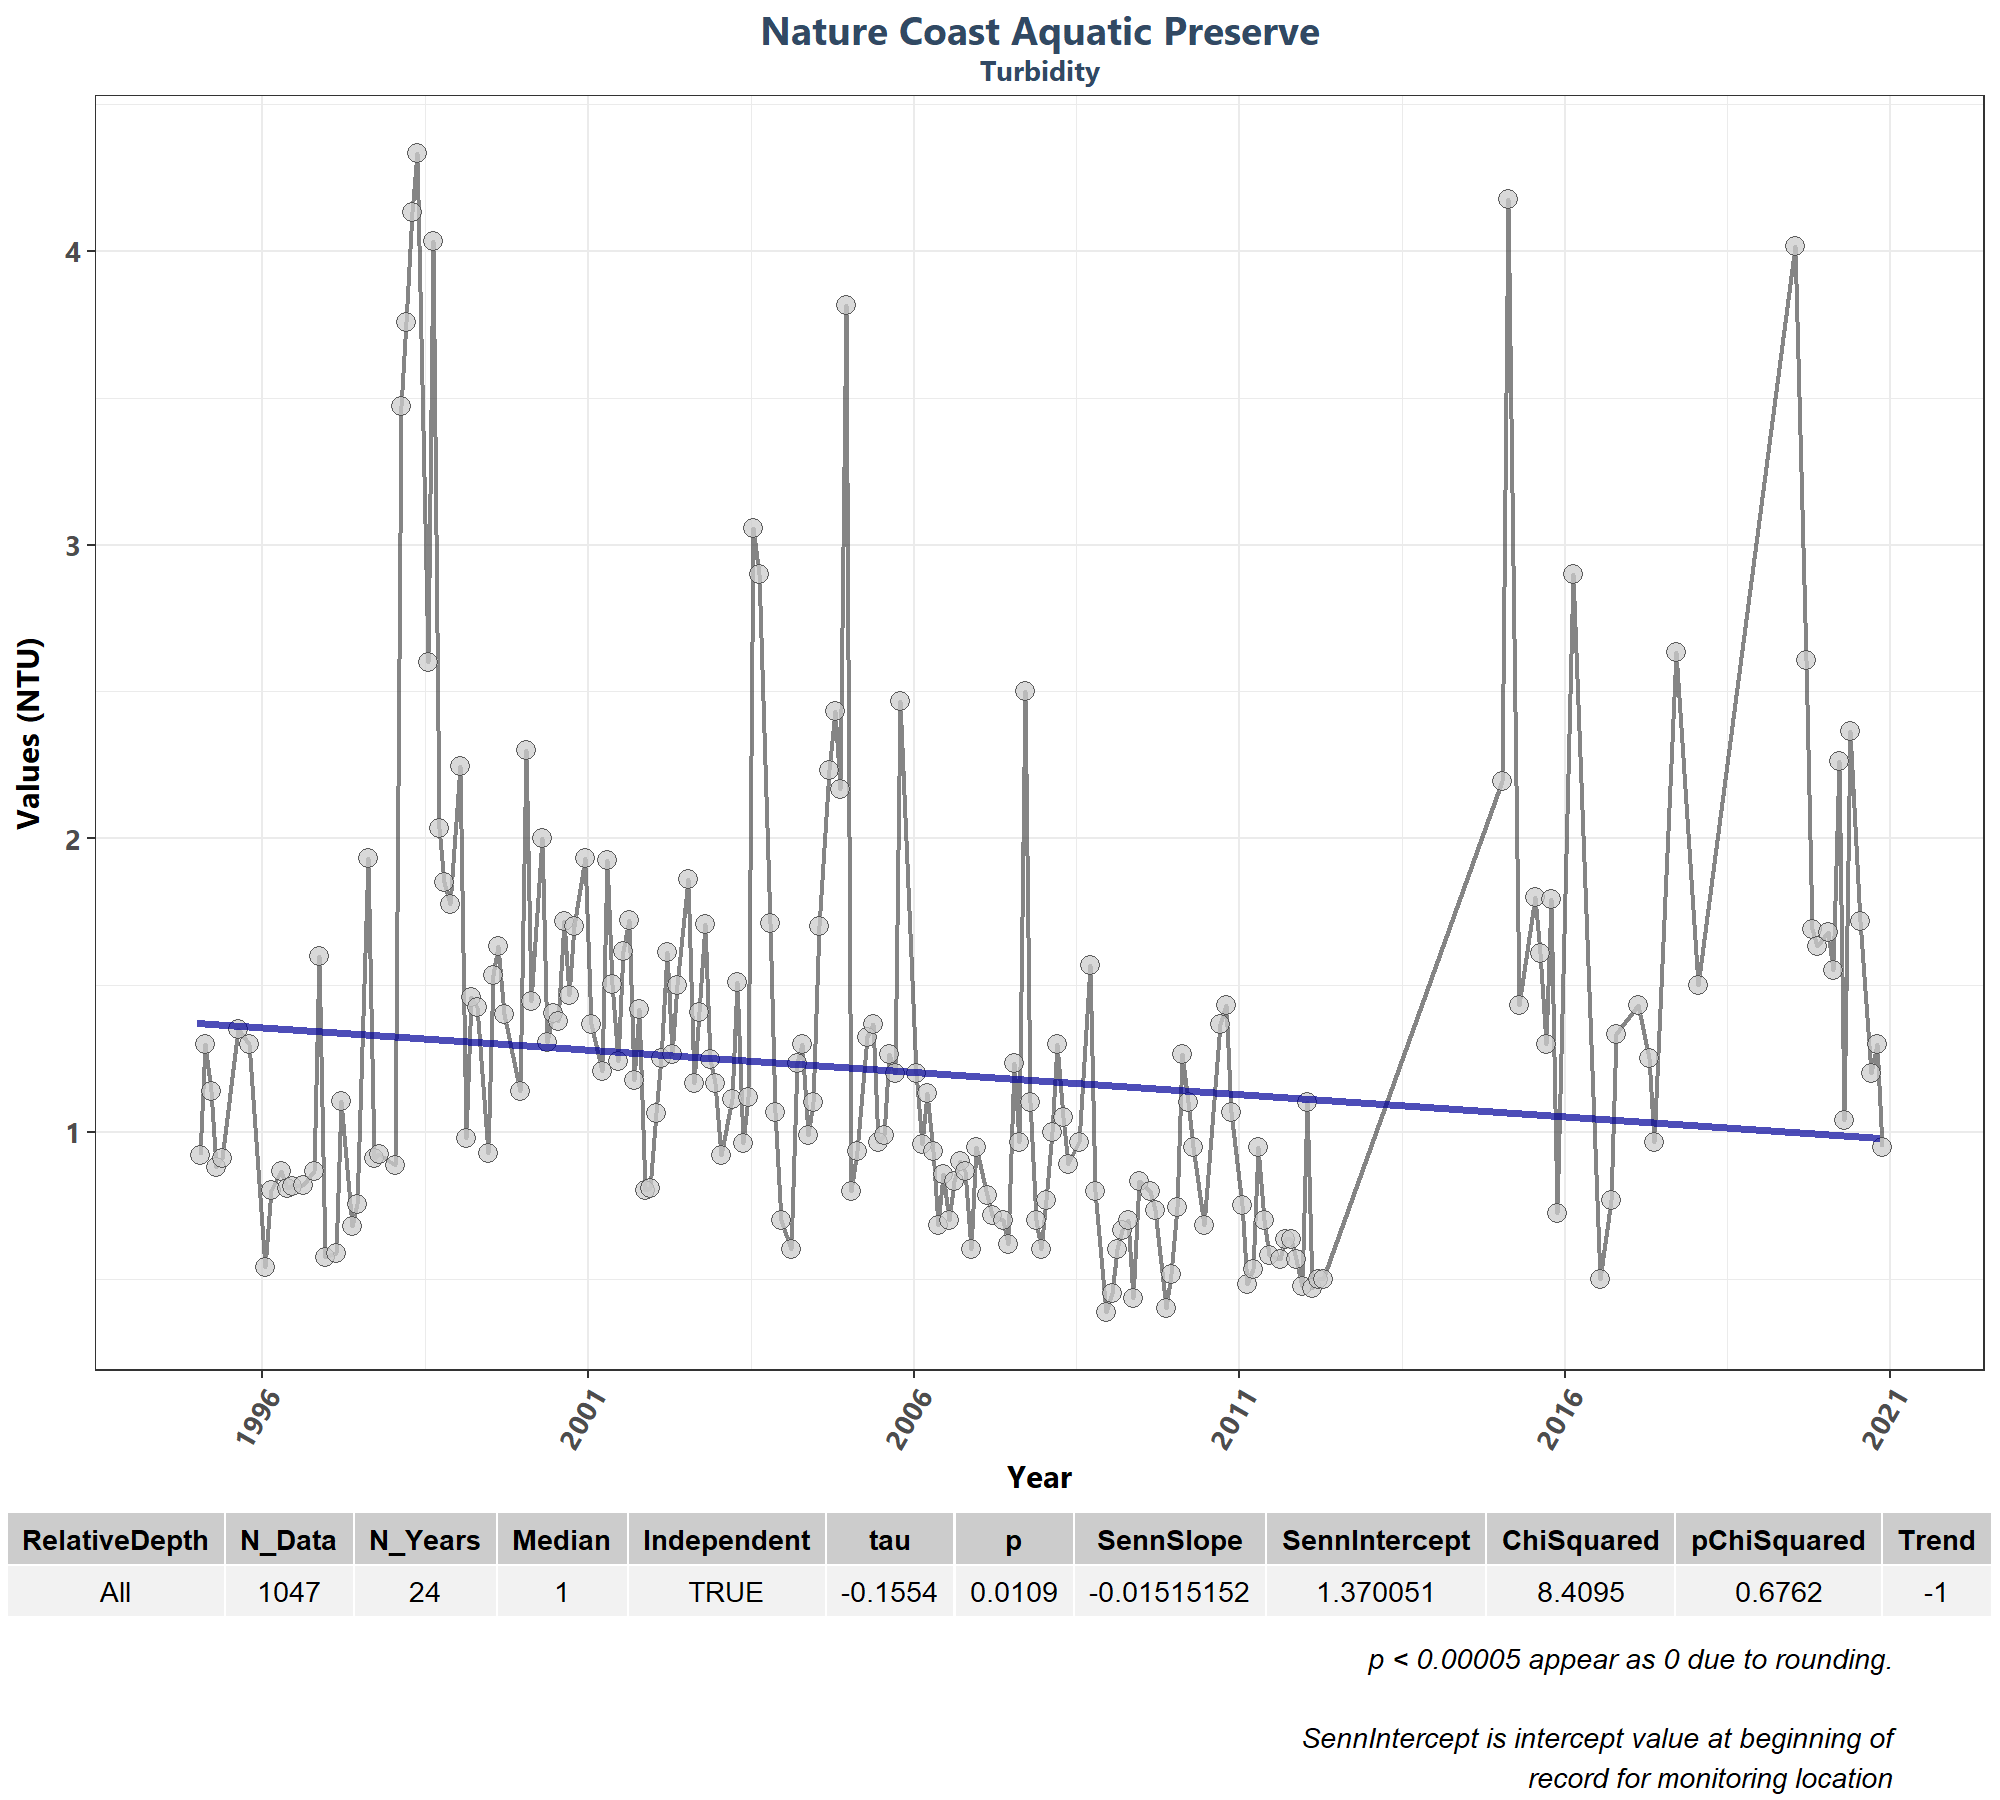 Nature Coast Aquatic Preserve
Turbidity
Values (NTU)
4
3
2
1
1996 2001 2006 2011 2016 2021
Year
RelativeDepth N_Data N_Years Median Independent tau p SennSlope SennIntercept ChiSquared pChiSquared Trend
All 1047 24 1 TRUE -0.1554 0.0109 -0.01515152 1.370051 8.4095 0.6762 -1
p < 0.00005 appear as 0 due to rounding.
SennIntercept is intercept value at beginning of
record for monitoring location